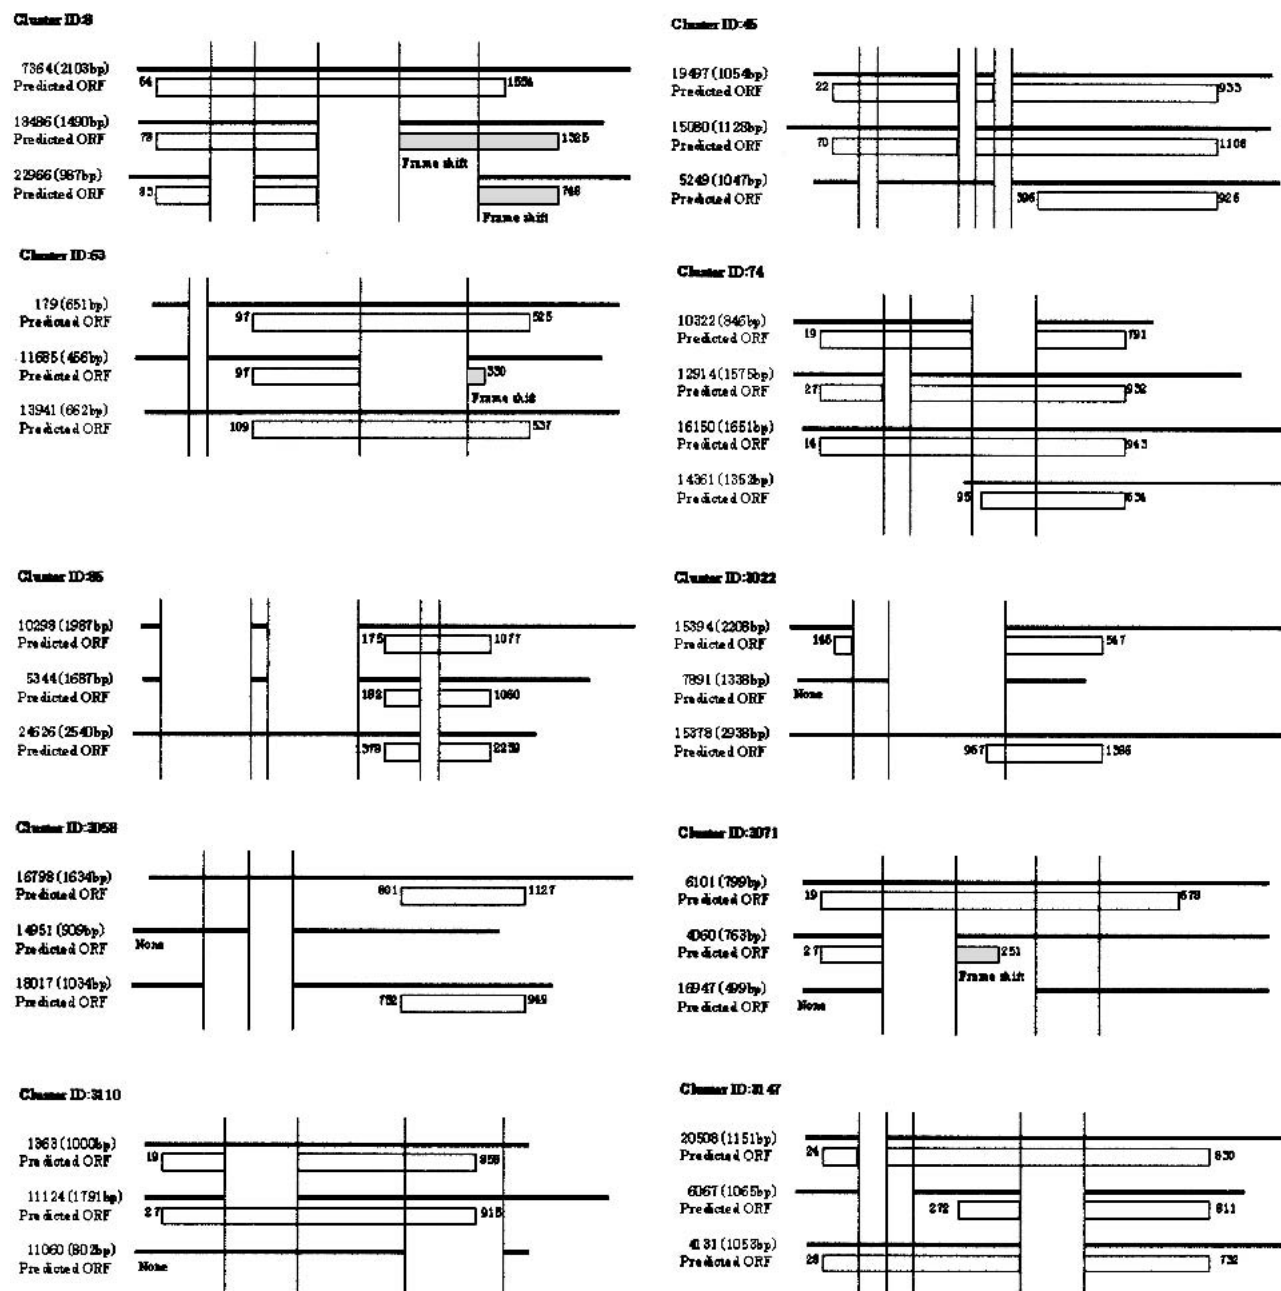 Cluster ID:8
7364(2103bp)
Predicted ORF
64
1554
18486(1490bp)
Predicted ORF
78
1325
Frame shift
22966(987bp)
Predicted ORF
83
746
Frame shift
Cluster ID:45
19497(1054bp)
Predicted ORF
22
933
15080(1128bp)
Predicted ORF
70
1106
5249(1047bp)
Predicted ORF
396
926
Cluster ID:63
179(651bp)
Predicted ORF
97
525
11685(456bp)
Predicted ORF
97
330
Frame shift
13941(662bp)
Predicted ORF
109
537
Cluster ID:74
10322(846bp)
Predicted ORF
19
791
12914(1575bp)
Predicted ORF
27
932
16150(1651bp)
Predicted ORF
14
943
14361(1352bp)
Predicted ORF
95
634
Cluster ID:85
10298(1987bp)
Predicted ORF
175
1077
5344(1687bp)
Predicted ORF
182
1060
24626(2540bp)
Predicted ORF
1378
2239
Cluster ID:3022
15394(2208bp)
Predicted ORF
146
547
7891(1338bp)
Predicted ORF
None
15378(2938bp)
Predicted ORF
967
1386
Cluster ID:3058
16798(1634bp)
Predicted ORF
801
1127
14951(909bp)
Predicted ORF
None
18017(1034bp)
Predicted ORF
752
949
Cluster ID:3071
6101(799bp)
Predicted ORF
19
678
4060(763bp)
Predicted ORF
27
251
Frame shift
16947(499bp)
Predicted ORF
None
Cluster ID:3110
1363(1000bp)
Predicted ORF
19
858
11124(1791bp)
Predicted ORF
27
915
11060(802bp)
Predicted ORF
None
Cluster ID:3147
20508(1151bp)
Predicted ORF
24
830
6067(1065bp)
Predicted ORF
272
811
4131(1053bp)
Predicted ORF
28
732